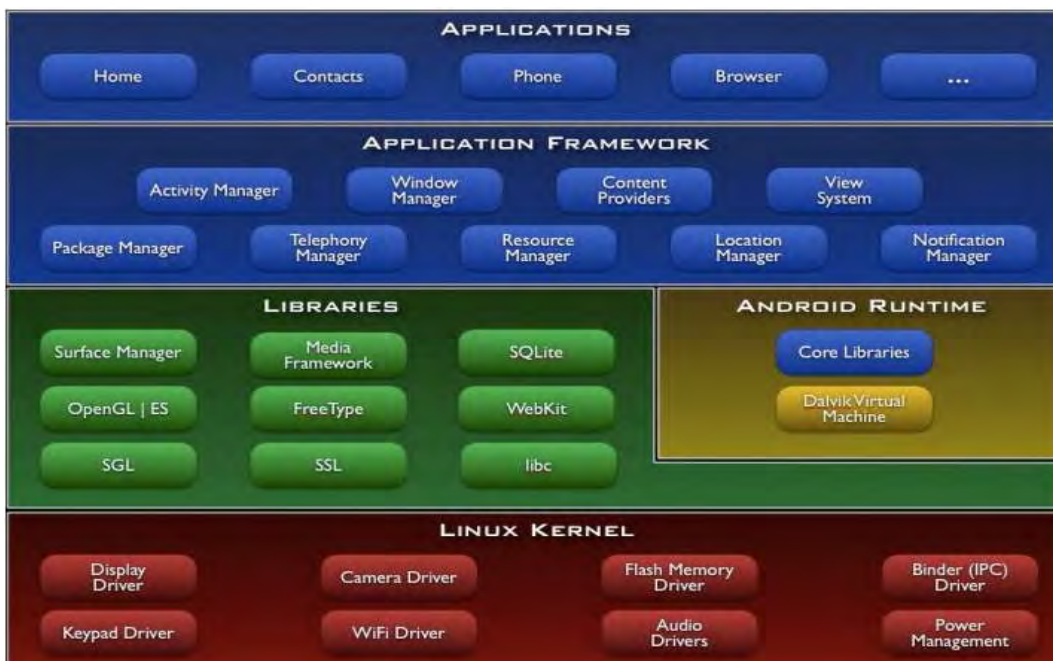 APPLICATIONS
Home
Contacts
Phone
Browser
...
APPLICATION FRAMEWORK
Activity Manager
Window
Manager
Content
Providers
View
System
Package Manager
Telephony
Manager
Resource
Manager
Location
Manager
Notification
Manager
LIBRARIES
Surface Manager
Media
Framework
SQLite
OpenGL | ES
FreeType
WebKit
SGL
SSL
libc
ANDROID RUNTIME
Core Libraries
Dalvik Virtual
Machine
LINUX KERNEL
Display
Driver
Camera Driver
Flash Memory
Driver
Binder (IPC)
Driver
Keypad Driver
WiFi Driver
Audio
Drivers
Power
Management